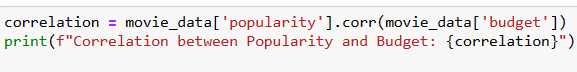 correlation = movie_data['popularity'].corr(movie_data['budget'])
print(f"Correlation between Popularity and Budget: {correlation}")